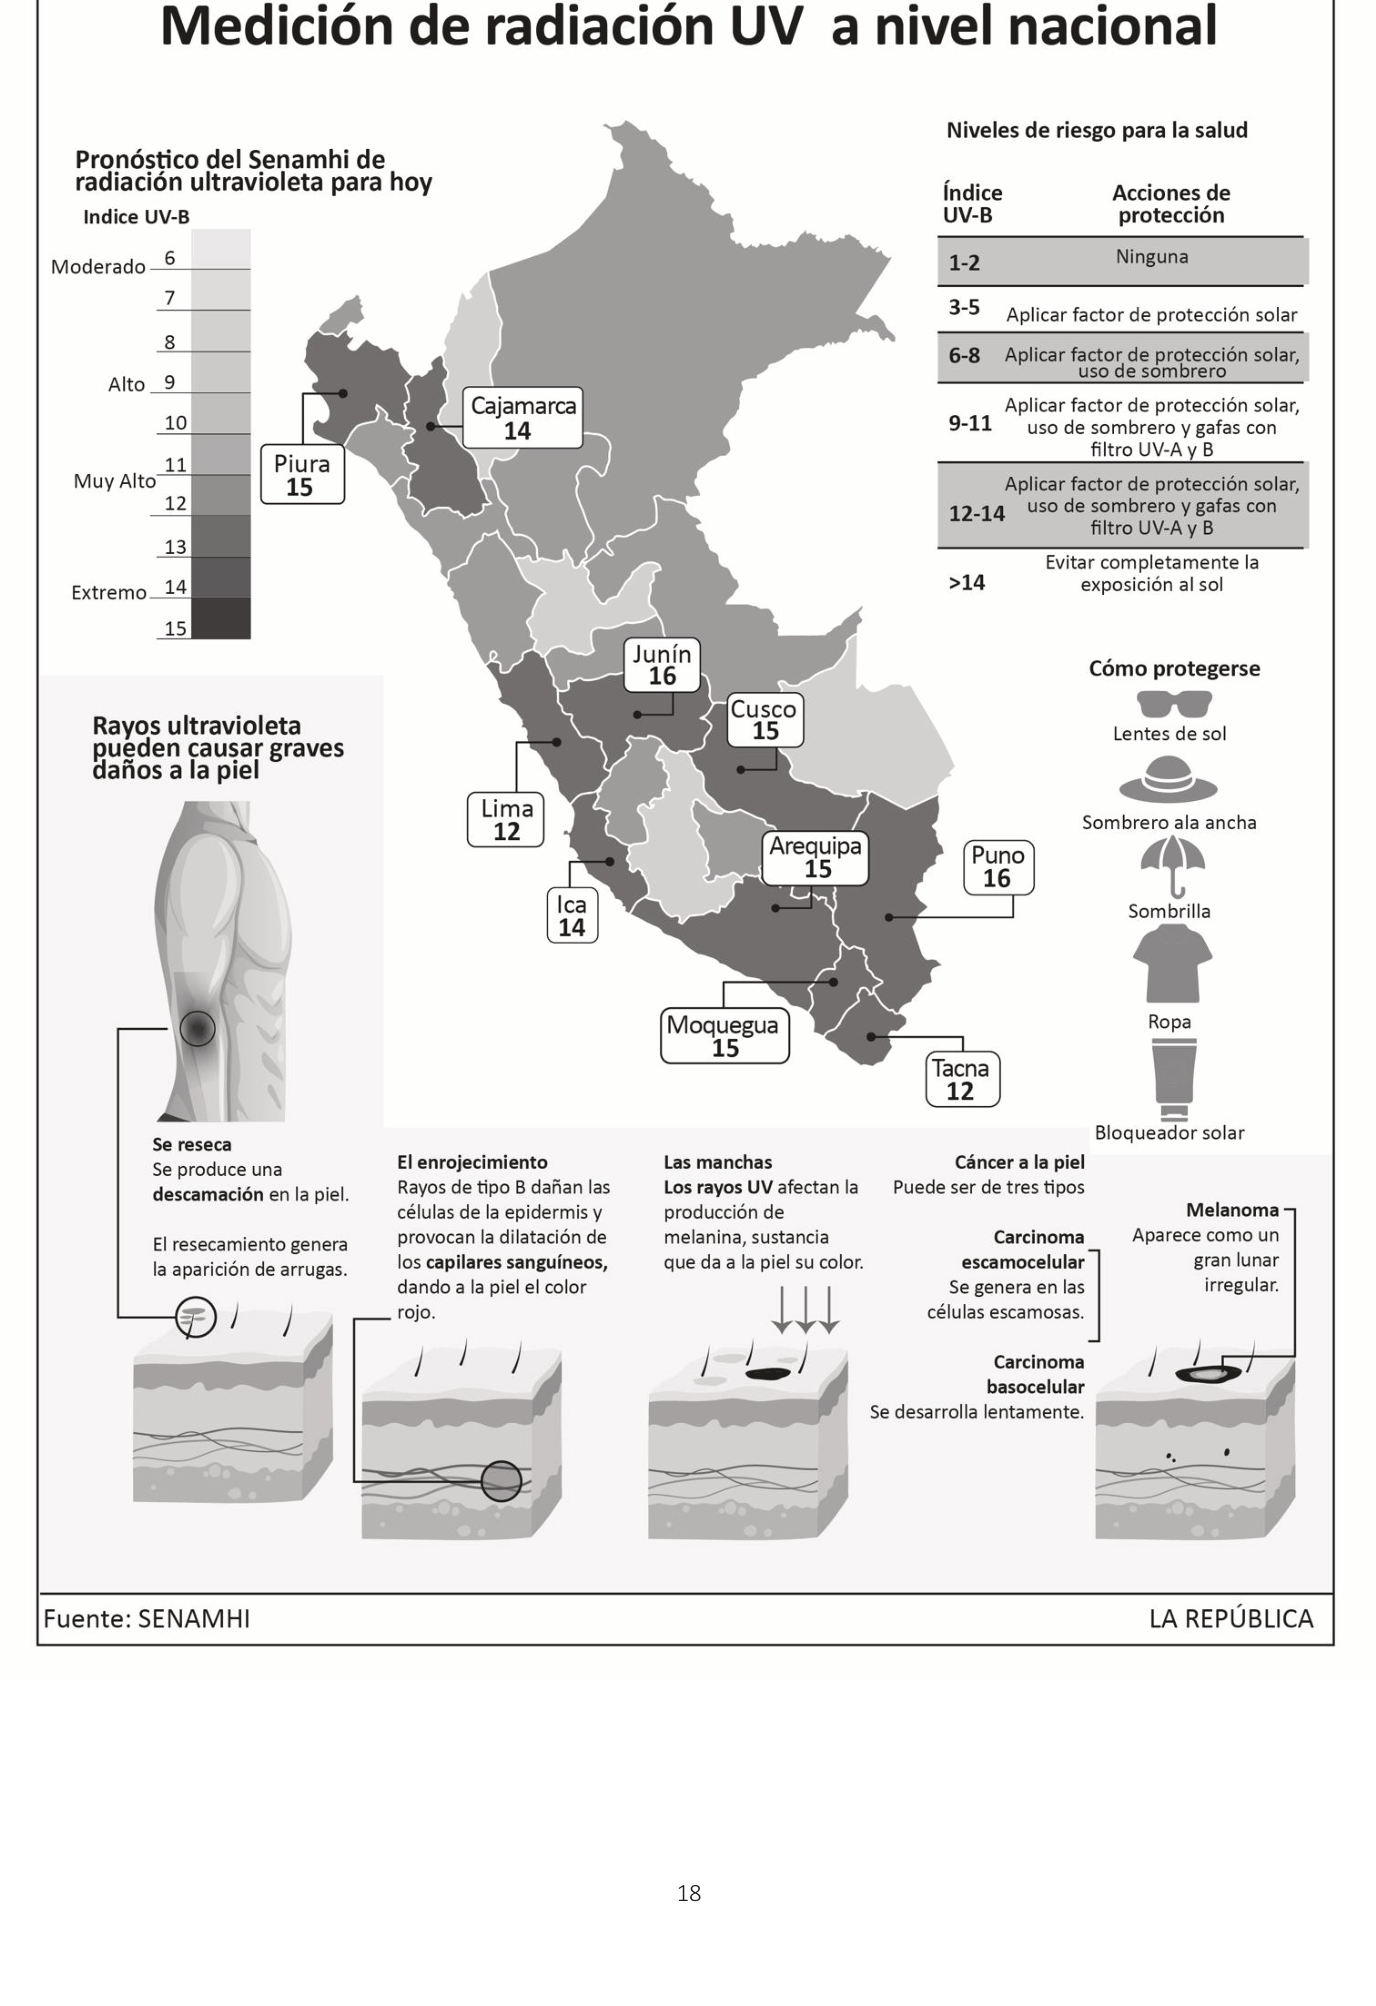 Medición de radiación UV a nivel nacional
Pronóstico del Senamhi de
radiación ultravioleta para hoy
Indice UV-B
Moderado
6
7
8
Alto
9
10
11
Muy Alto
12
13
Extremo
14
15
Piura
15
Cajamarca
14
Junín
16
Cusco
15
Lima
12
Ica
14
Arequipa
15
Puno
16
Moquegua
15
Tacna
12
Niveles de riesgo para la salud
Índice
UV-B
Acciones de
protección
1-2
Ninguna
3-5
Aplicar factor de protección solar
6-8
Aplicar factor de protección solar,
uso de sombrero
9-11
Aplicar factor de protección solar,
uso de sombrero y gafas con
filtro UV-A y B
12-14
Aplicar factor de protección solar,
uso de sombrero y gafas con
filtro UV-A y B
>14
Evitar completamente la
exposición al sol
Cómo protegerse
Lentes de sol
Sombrero ala ancha
Sombrilla
Ropa
Bloqueador solar
Rayos ultravioleta
pueden causar graves
daños a la piel
Se reseca
Se produce una
descamación en la piel.
El resecamiento genera
la aparición de arrugas.
El enrojecimiento
Rayos de tipo B dañan las
células de la epidermis y
provocan la dilatación de
los capilares sanguíneos,
dando a la piel el color
rojo.
Las manchas
Los rayos UV afectan la
producción de
melanina, sustancia
que da a la piel su color.
Cáncer a la piel
Puede ser de tres tipos
Carcinoma
escamocelular
Se genera en las
células escamosas.
Carcinoma
basocelular
Se desarrolla lentamente.
Melanoma
Aparece como un
gran lunar
irregular.
Fuente: SENAMHI
LA REPÚBLICA
18